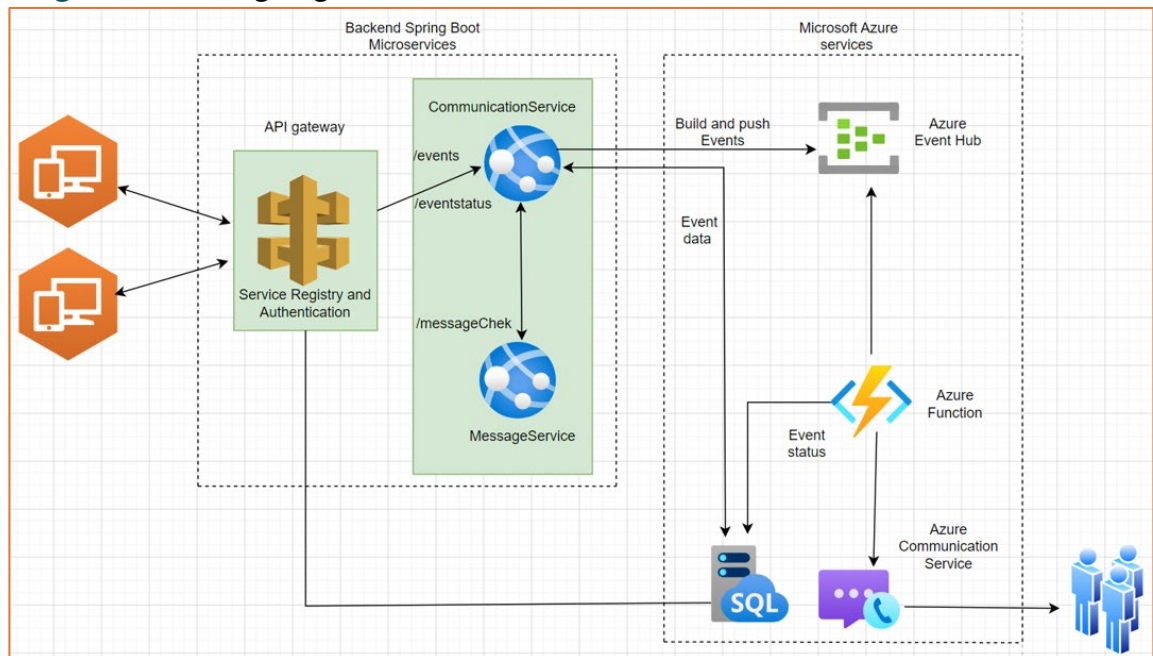 Backend Spring Boot
Microservices
Microsoft Azure
services
API gateway
CommunicationService
/events
/eventstatus
Build and push
Events
Azure
Event Hub
Event
data
Service Registry and
Authentication
/messageChek
MessageService
Azure
Function
Event
status
Azure
Communication
Service
SQL